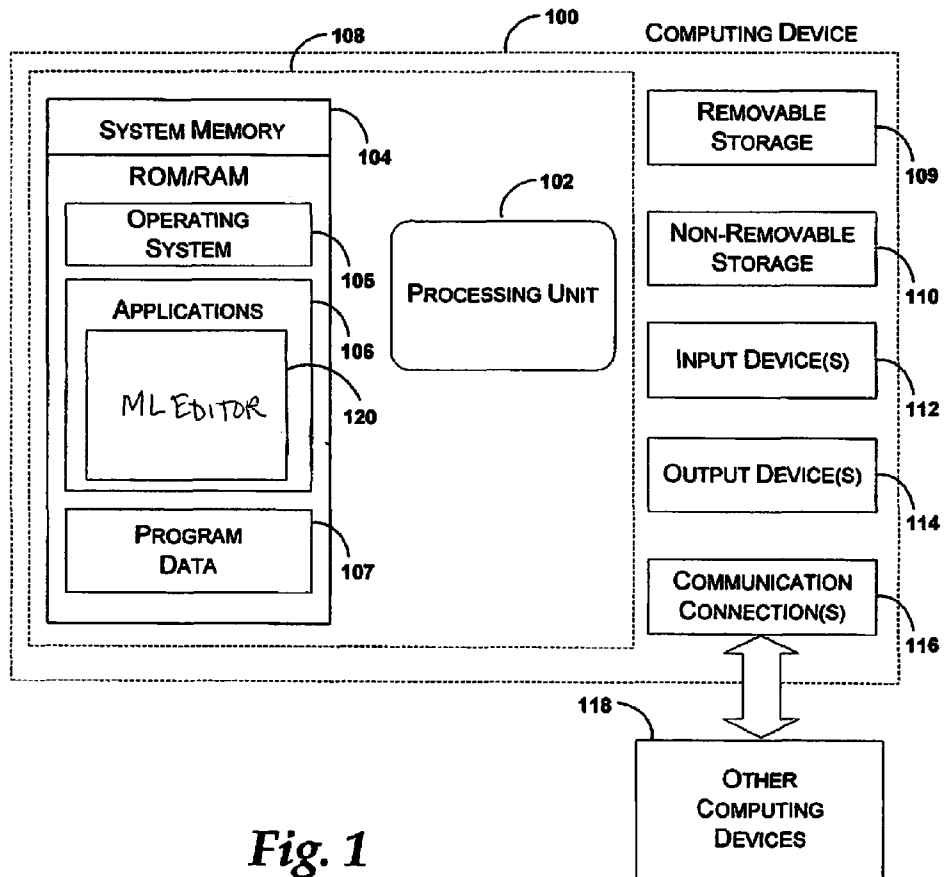 100
COMPUTING DEVICE
108
SYSTEM MEMORY
104
ROM/RAM
OPERATING
SYSTEM
105
APPLICATIONS
106
ML EDITOR
120
PROGRAM
DATA
107
102
PROCESSING UNIT
REMOVABLE
STORAGE
109
NON-REMOVABLE
STORAGE
110
INPUT DEVICE(S)
112
OUTPUT DEVICE(S)
114
COMMUNICATION
CONNECTION(S)
116
118
OTHER
COMPUTING
DEVICES
Fig. 1